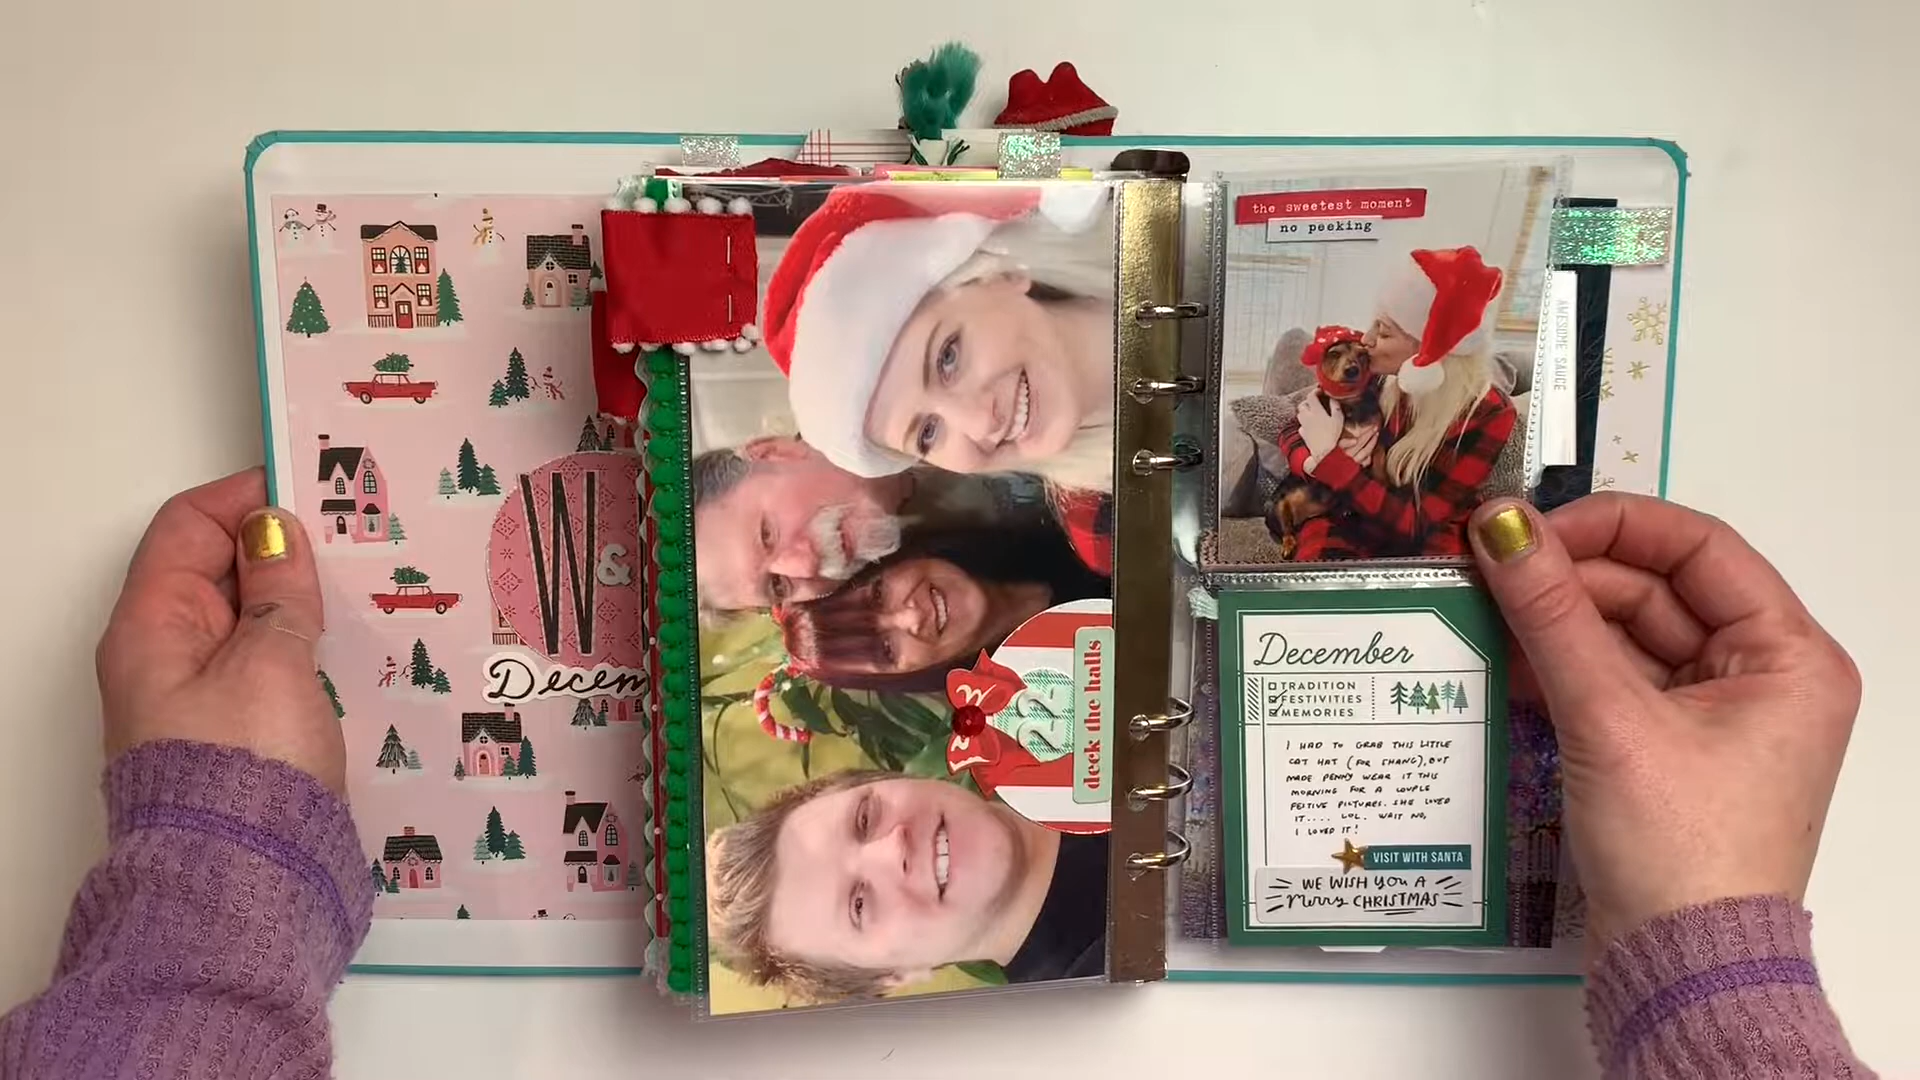 W&
Decem
22
deck the halls
the sweetest moment
no peeking
AWESOME SAUCE
December
TRADITION
FESTIVITIES
MEMORIES
I HAD TO GRAB THIS LITTLE
CAT HAT (FOR SHANG), BUT
MADE PENNY WEAR IT THIS
MORNING FOR A COUPLE
FESTIVE PICTURES. SHE LOVED
IT.... LOL. WAIT NO,
I LOVED IT!
VISIT WITH SANTA
WE WISH YOU A
Merry CHRISTMAS